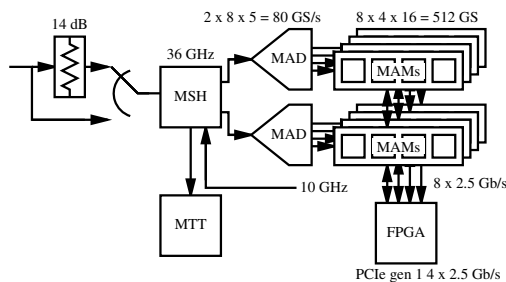 14 dB
2 x 8 x 5 = 80 GS/s
8 x 4 x 16 = 512 GS
36 GHz
MAD
MAMs
MSH
MAD
MAMs
10 GHz
8 x 2.5 Gb/s
MTT
FPGA
PCIe gen 1 4 x 2.5 Gb/s